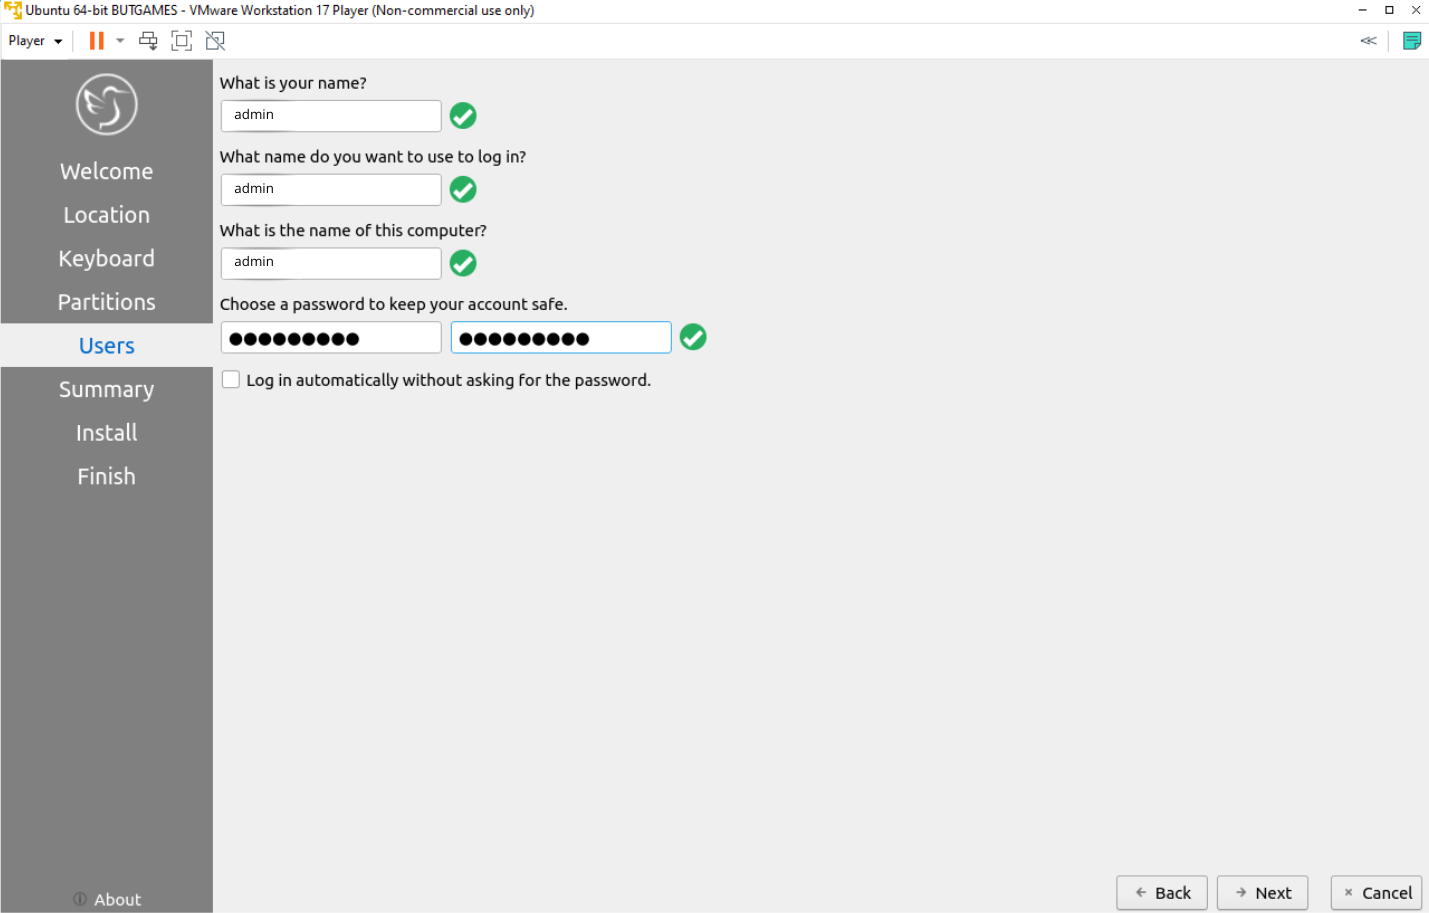 Ubuntu 64-bit BUTGAMES - VMware Workstation 17 Player (Non-commercial use only)
Player
What is your name?
admin
What name do you want to use to log in?
admin
What is the name of this computer?
admin
Choose a password to keep your account safe.
Log in automatically without asking for the password.
Welcome
Location
Keyboard
Partitions
Users
Summary
Install
Finish
About
Back Next Cancel